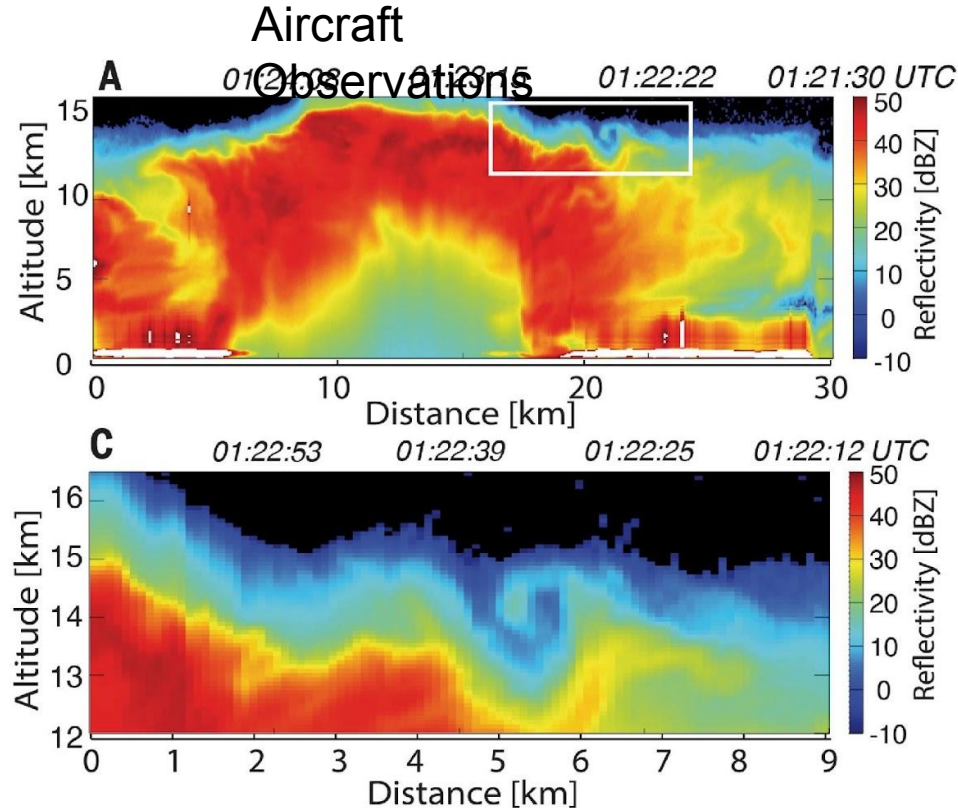 Aircraft
Observations
A 01:22:22 01:21:30 UTC
15
10
5
0
Altitude [km]
0 10 20 30
Distance [km]
50
40
30
20
10
0
-10
Reflectivity [dBZ]
C 01:22:53 01:22:39 01:22:25 01:22:12 UTC
16
15
14
13
12
Altitude [km]
0 1 2 3 4 5 6 7 8 9
Distance [km]
50
40
30
20
10
0
-10
Reflectivity [dBZ]